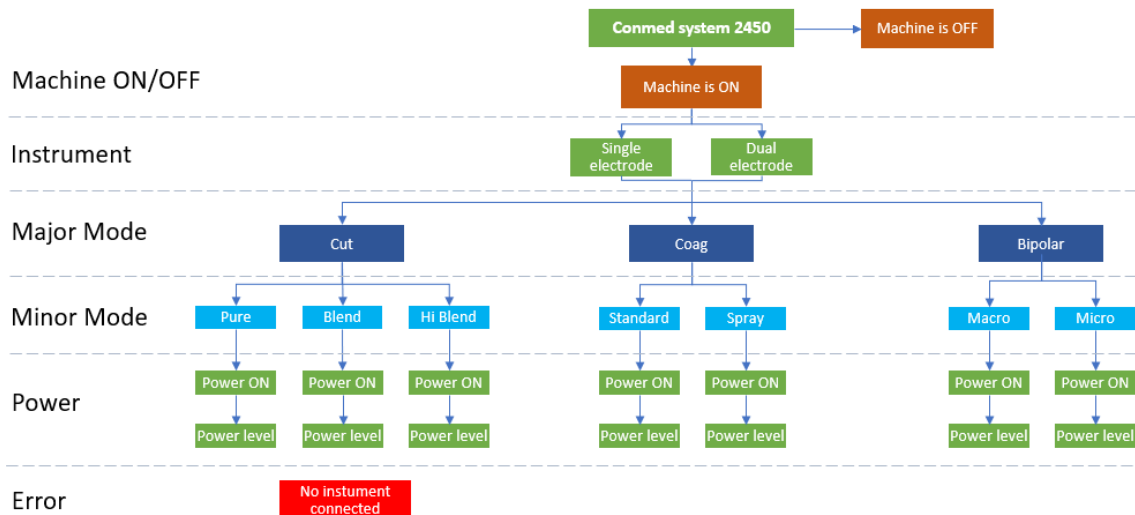 Conmed system 2450
Machine is OFF
Machine ON/OFF
Machine is ON
Instrument
Single
electrode
Dual
electrode
Major Mode
Cut
Coag
Bipolar
Minor Mode
Pure
Blend
Hi Blend
Standard
Spray
Macro
Micro
Power
Power ON
Power ON
Power ON
Power ON
Power ON
Power ON
Power ON
Power level
Power level
Power level
Power level
Power level
Power level
Power level
Error
No instument
connected